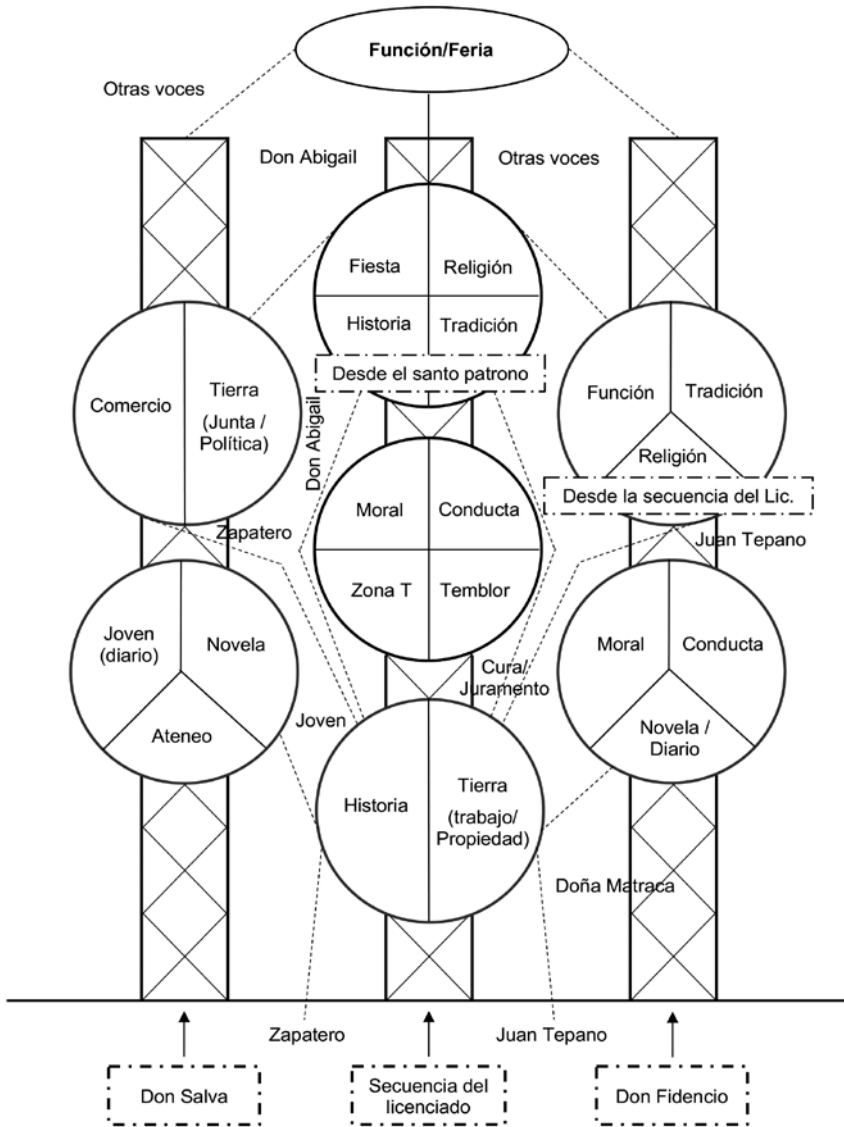 Función/Feria
Otras voces
Don Abigail
Otras voces
Fiesta
Religión
Historia
Tradición
Desde el santo patrono
Comercio
Tierra
(Junta /
Política)
Función
Tradición
Religión
Desde la secuencia del Lic.
Don Abigail
Zapatero
Juan Tepano
Moral
Conducta
Zona T
Temblor
Joven
(diario)
Novela
Ateneo
Moral
Conducta
Novela /
Diario
Cura/
Juramento
Joven
Historia
Tierra
(trabajo/
Propiedad)
Doña Matraca
Zapatero
Juan Tepano
Don Salva
Secuencia del
licenciado
Don Fidencio